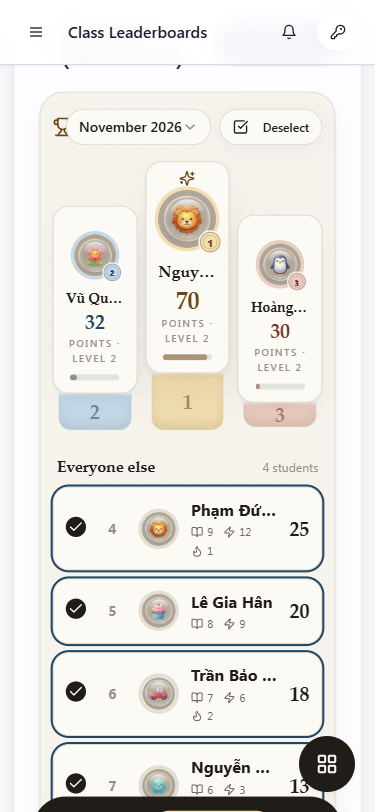 Class Leaderboards
November 2026
Deselect
1
Nguy...
70
POINTS ·
LEVEL 2
1
2
Vũ Qu...
32
POINTS ·
LEVEL 2
2
3
Hoàng...
30
POINTS ·
LEVEL 2
3
Everyone else
4 students
4
Phạm Đứ...
9 12
1
25
5
Lê Gia Hân
8 9
20
6
Trần Bảo ...
7 6
2
18
7
Nguyễn ...
6 3
13